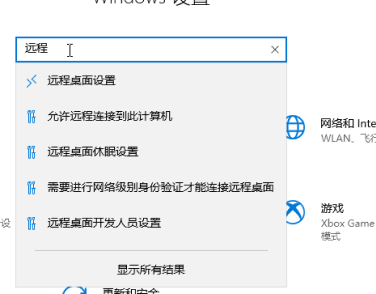 Windows 设置
远程
远程桌面设置
允许远程连接到此计算机
远程桌面休眠设置
需要进行网络级别身份验证才能连接远程桌面
远程桌面开发人员设置
显示所有结果
网络和 Inte
WLAN、飞行
游戏
Xbox Game
模式
设
更新和安全